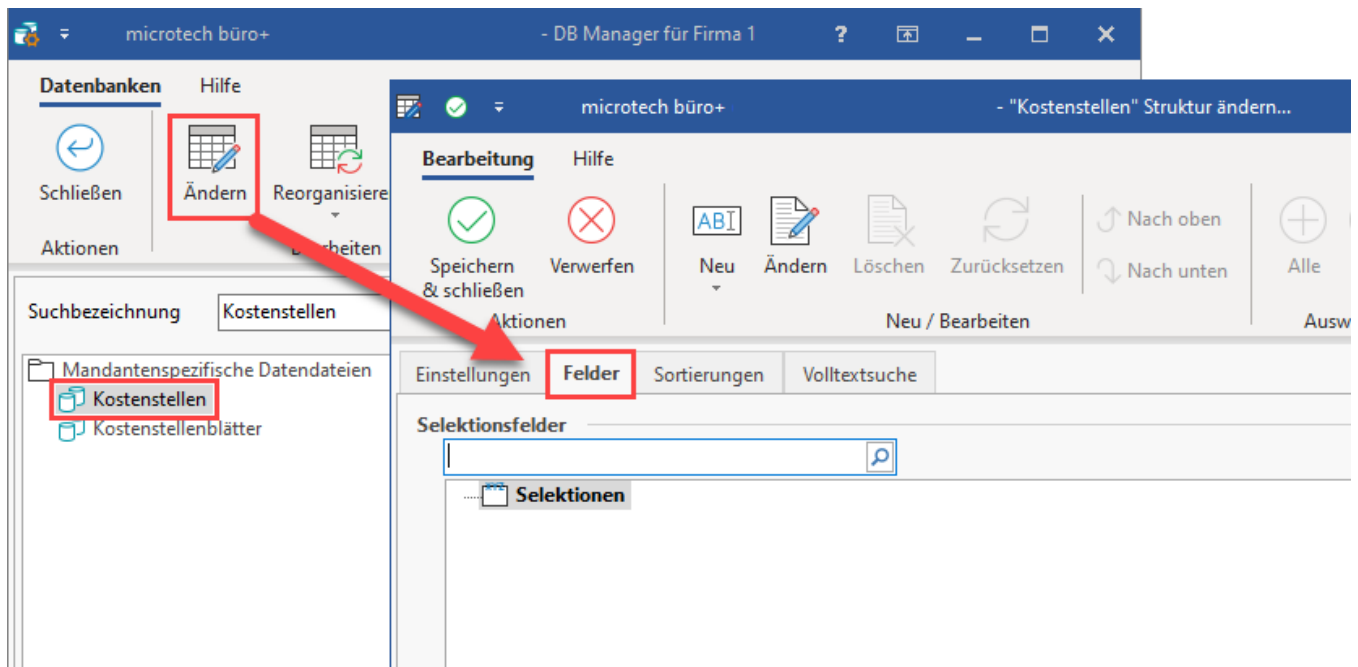 microtech büro+ - DB Manager für Firma 1 ?
Datenbanken Hilfe
Schließen Ändern Reorganisiere
Aktionen
Suchbezeichnung Kostenstellen
Mandantenspezifische Datendateien
Kostenstellen
Kostenstellenblätter
microtech büro+ - "Kostenstellen" Struktur ändern...
Bearbeitung Hilfe
Speichern & schließen
Verwerfen
ABI
Neu Ändern Löschen Zurücksetzen
Nach oben
Nach unten
Alle
Aktionen Neu / Bearbeiten Ausw
Einstellungen Felder Sortierungen Volltextsuche
Selektionsfelder
Selektionen